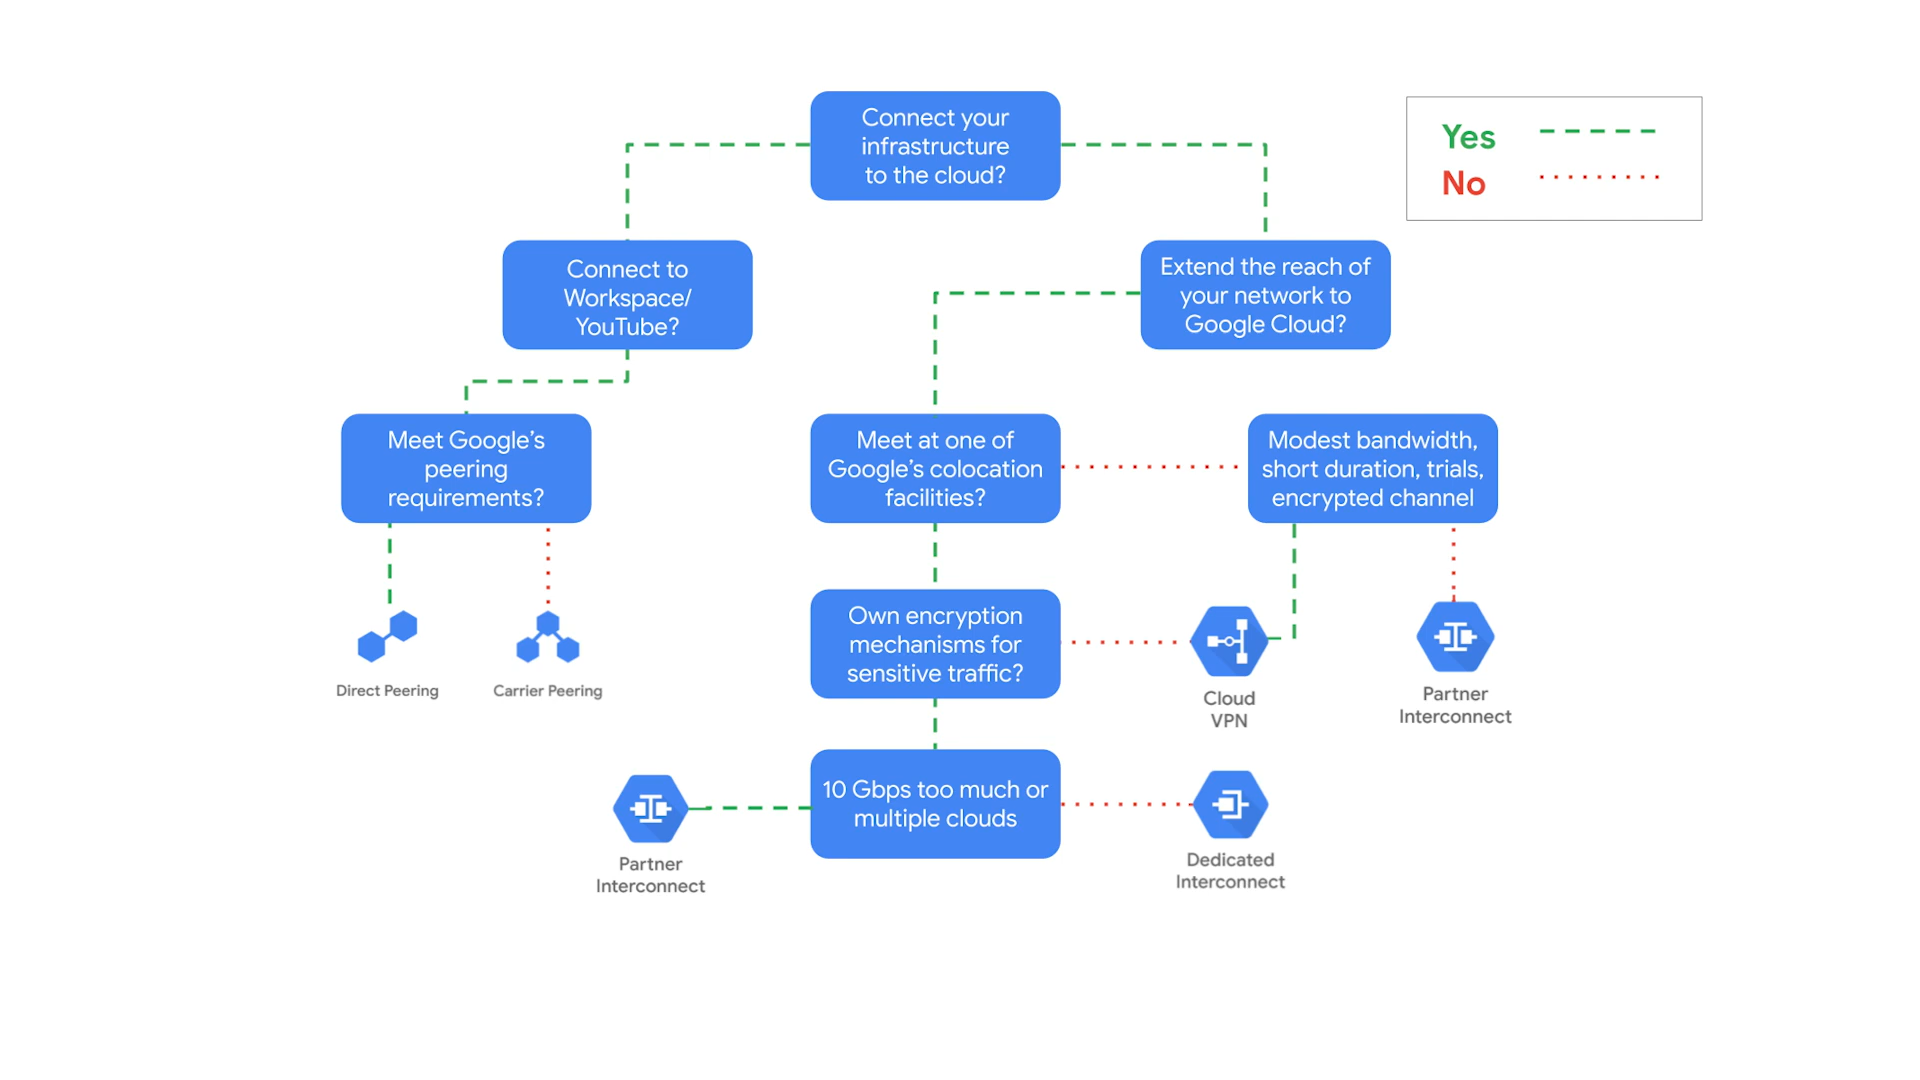 Connect your
infrastructure
to the cloud?
Yes
No
Connect to
Workspace/
YouTube?
Extend the reach of
your network to
Google Cloud?
Meet Google's
peering
requirements?
Meet at one of
Google's colocation
facilities?
Modest bandwidth,
short duration, trials,
encrypted channel
Direct Peering
Carrier Peering
Own encryption
mechanisms for
sensitive traffic?
Cloud
VPN
Partner
Interconnect
Partner
Interconnect
10 Gbps too much or
multiple clouds
Dedicated
Interconnect